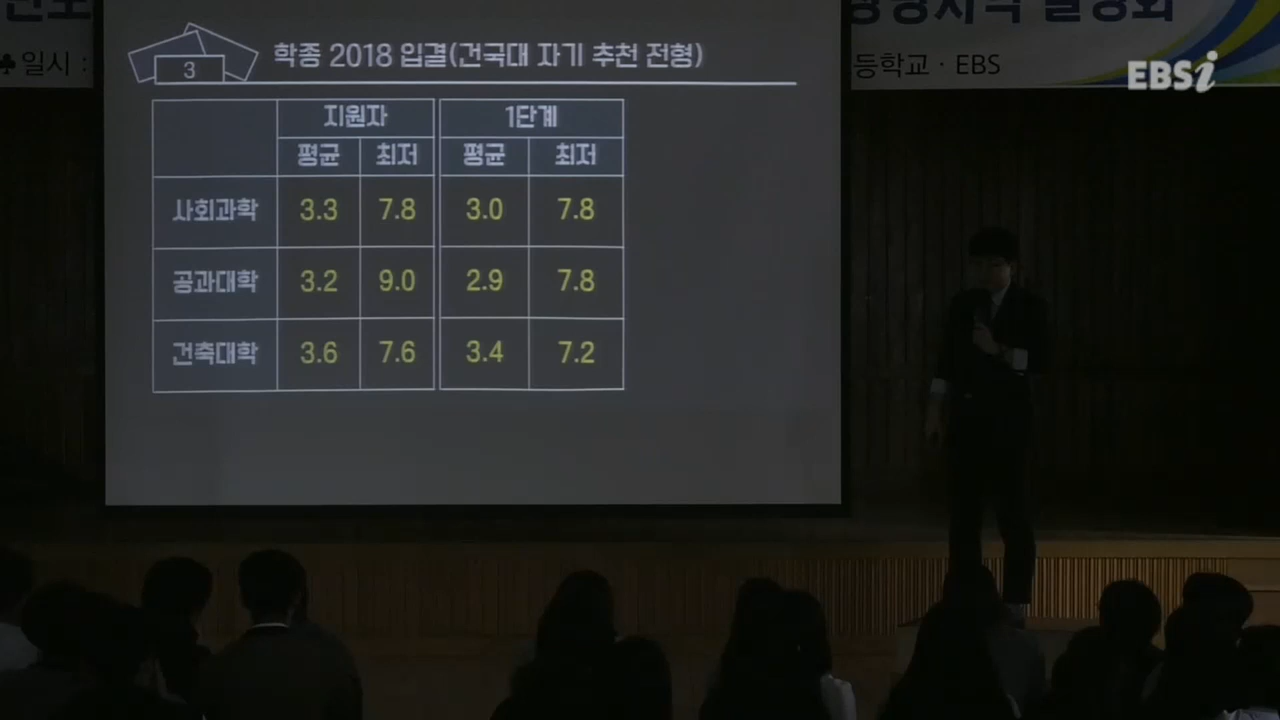 3
학종 2018 입결(건국대 자기 추천 전형)
지원자 1단계
평균 최저 평균 최저
사회과학 3.3 7.8 3.0 7.8
공과대학 3.2 9.0 2.9 7.8
건축대학 3.6 7.6 3.4 7.2
♣일시 :
등학교 · EBS
EBSi